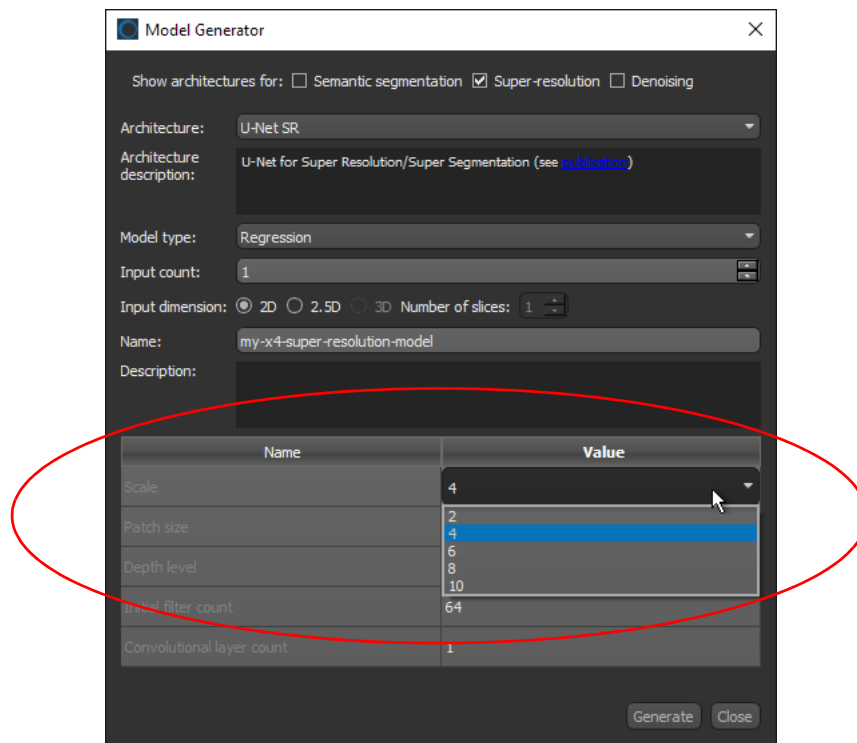 Model Generator
Show architectures for: Semantic segmentation Super-resolution Denoising
Architecture: U-Net SR
Architecture description: U-Net for Super Resolution/Super Segmentation (see publication)
Model type: Regression
Input count: 1
Input dimension: 2D 2.5D 3D Number of slices: 1
Name: my-x4-super-resolution-model
Description:
Name Value
Scale 4
Patch size 2
4
Depth level 6
8
10
Initial filter count 64
Convolutional layer count 1
Generate Close